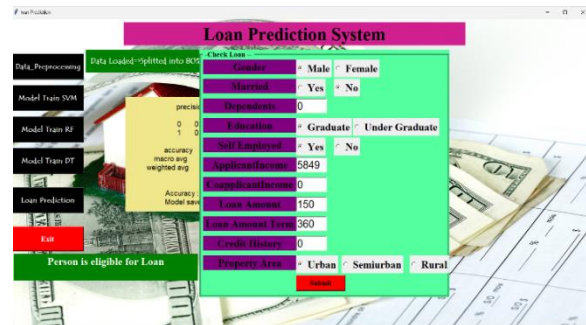 Loan Prediction
Loan Prediction System
Check Loan
Data_Preprocessing
Data Loaded=>Splitted into 80%
Gender Male Female
Married Yes No
Model Train SVM
Dependents 0
precisio
Model Train RF
0 0
1 0
Education Graduate Under Graduate
Self Employed Yes No
accuracy
macro avg
weighted avg
Model Train DT
ApplicantIncome 5849
CoapplicantIncome 0
Accuracy :
Model save
Loan Prediction
Loan Amount 150
Loan Amount Term 360
Exit
Credit History 0
Person is eligible for Loan
Property Area Urban Semiurban Rural
Submit